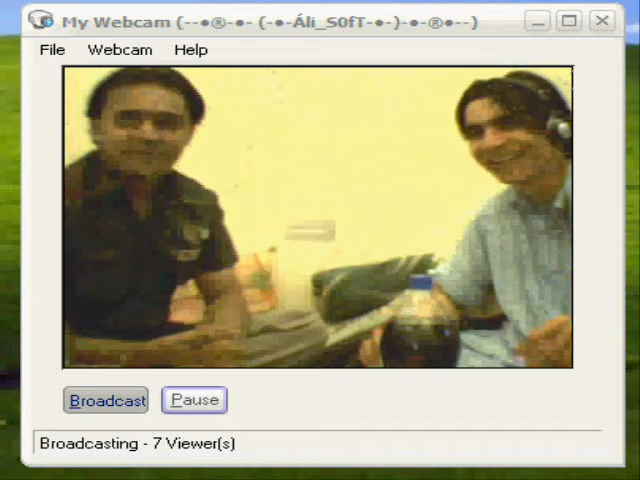 My Webcam (--●®-●- (-●-Áli_S0fT-●-)-●-®●--)
File Webcam Help
Broadcast Pause
Broadcasting - 7 Viewer(s)